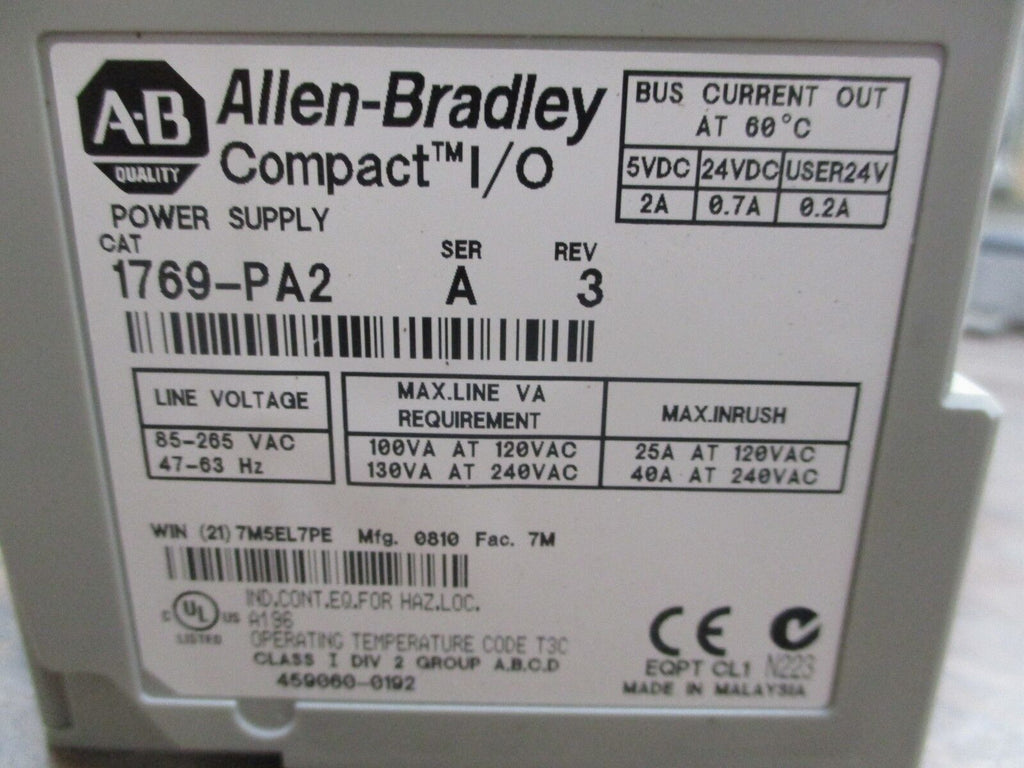 A-B
QUALITY
Allen-Bradley
Compact™ I/O
POWER SUPPLY
BUS CURRENT OUT
AT 60°C
5VDC 24VDC USER24V
2A 0.7A 0.2A
CAT SER REV
1769-PA2 A 3
LINE VOLTAGE
85-265 VAC
47-63 Hz
MAX.LINE VA
REQUIREMENT
100VA AT 120VAC
130VA AT 240VAC
MAX.INRUSH
25A AT 120VAC
40A AT 240VAC
WIN (21) 7M5EL7PE Mfg. 0810 Fac. 7M
C UL US
LISTED
IND.CONT.EQ.FOR HAZ.LOC.
A196
OPERATING TEMPERATURE CODE T3C
CLASS I DIV 2 GROUP A.B.C.D
459060-0192
CE
EQPT CL1 N223
MADE IN MALAYSIA